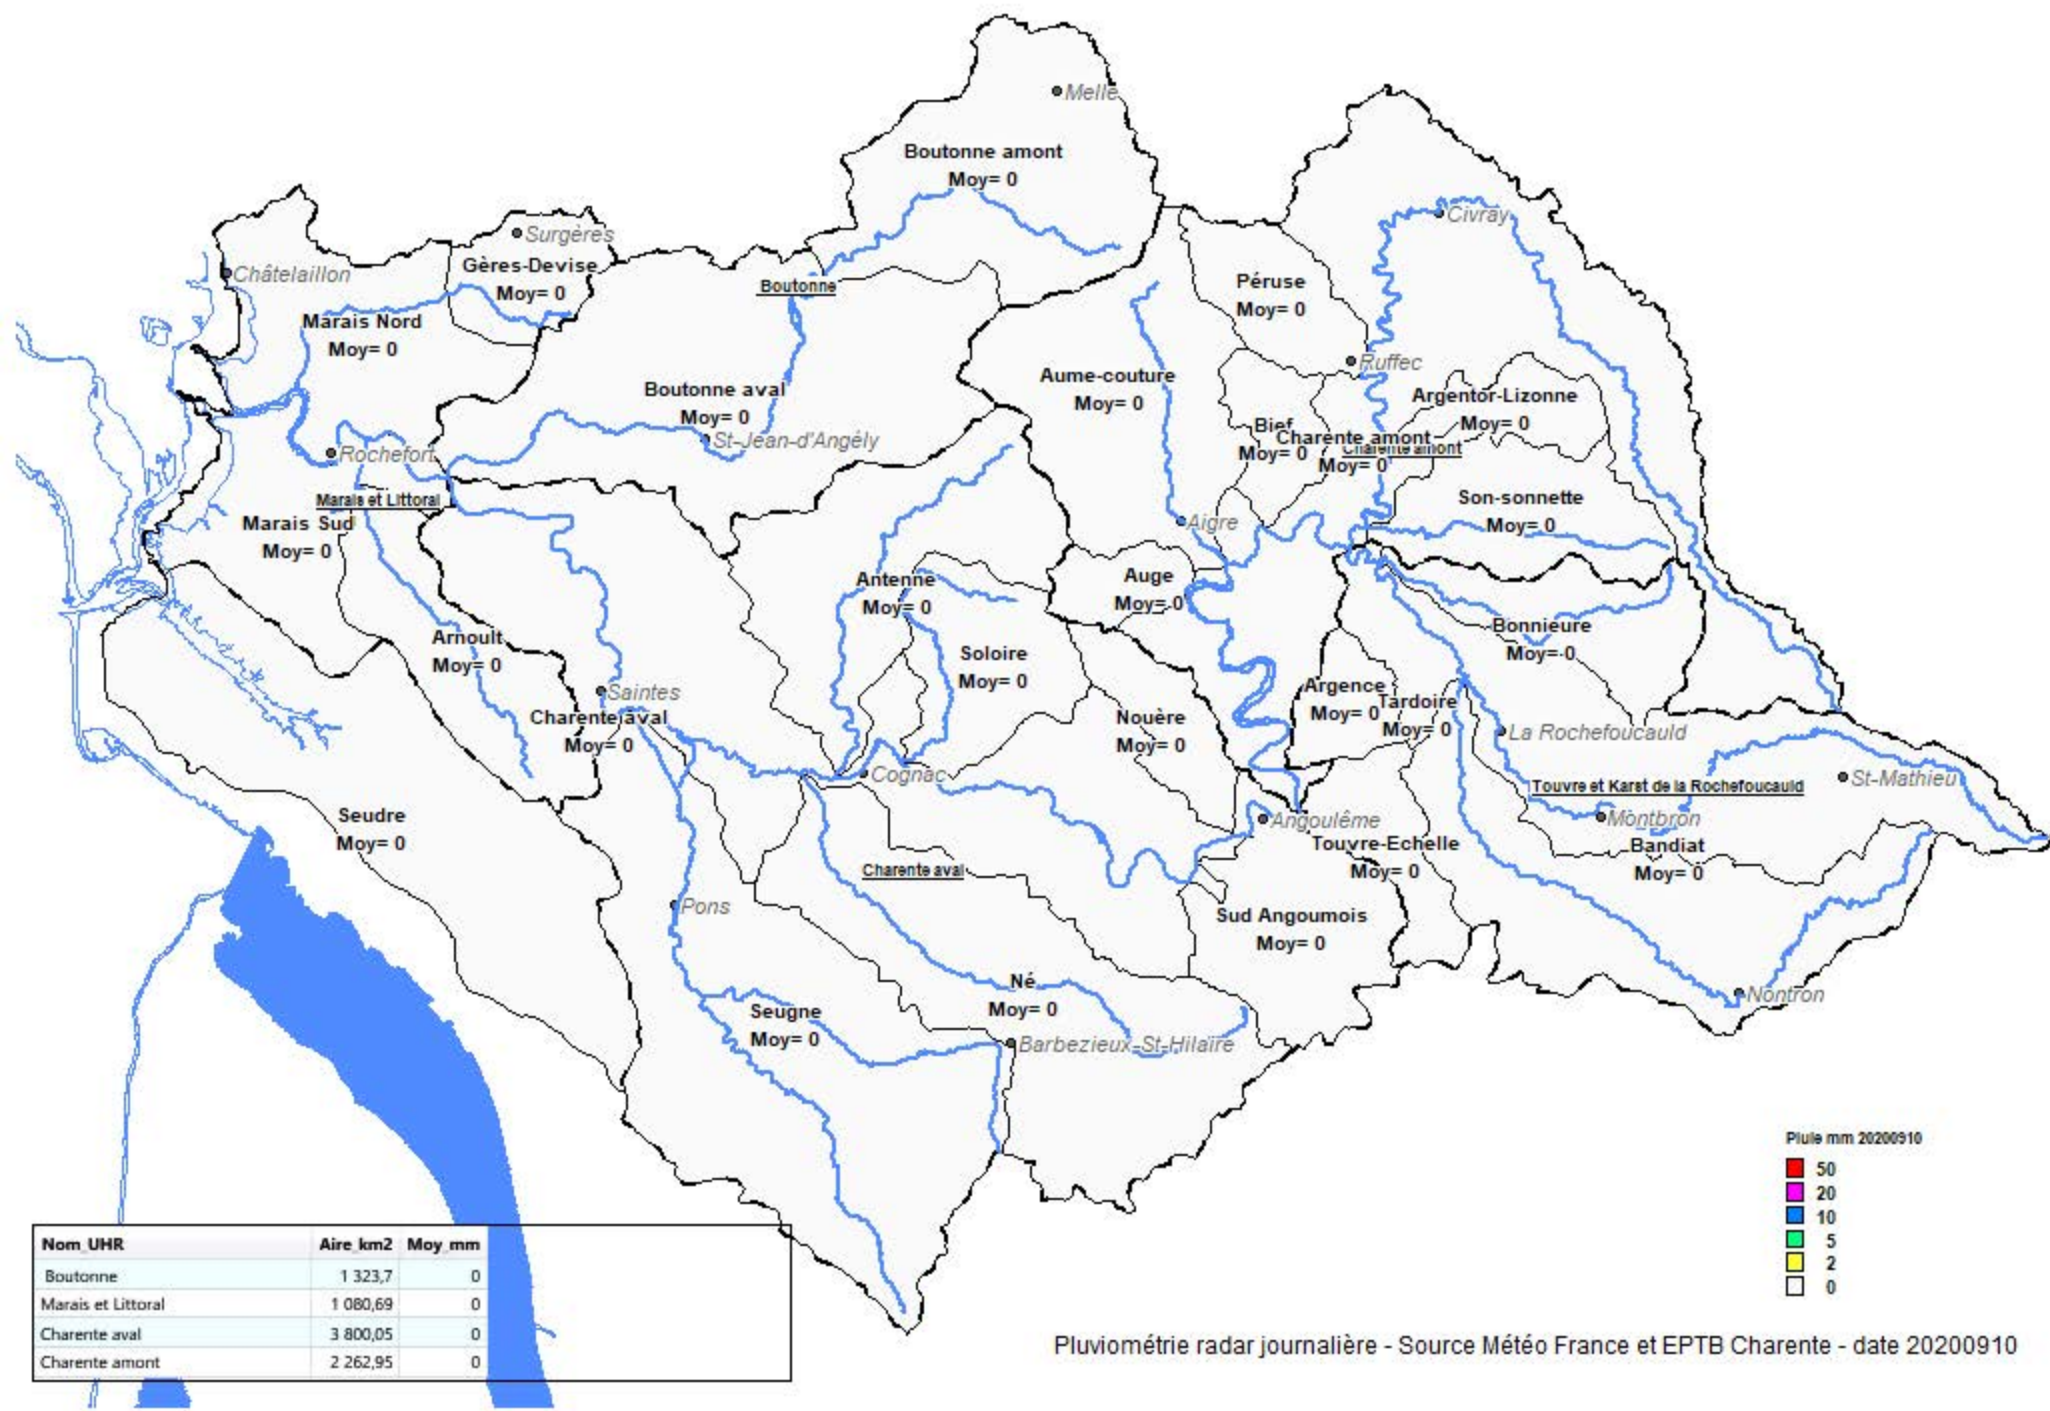 Melle
Boutonne amont
Moy= 0
Civray
Surgères
Châtelaillon
Gères-Devise
Moy= 0
Boutonne
Péruse
Moy= 0
Marais Nord
Moy= 0
Ruffec
Aume-couture
Moy= 0
Boutonne aval
Moy= 0
Argentor-Lizonne
Moy= 0
Bief
Moy= 0
Charente amont
Moy= 0
Charente amont
St-Jean-d'Angély
Rochefort
Marais et Littoral
Son-sonnette
Moy= 0
Marais Sud
Moy= 0
Aigre
Antenne
Moy= 0
Auge
Moy= 0
Bonnieure
Moy= 0
Arnoult
Moy= 0
Soloire
Moy= 0
Saintes
Argence
Moy= 0
Tardoire
Moy= 0
Charente aval
Moy= 0
Nouère
Moy= 0
La Rochefoucauld
Cognac
Touvre et Karst de la Rochefoucauld
St-Mathieu
Seudre
Moy= 0
Angoulême
Montbron
Touvre-Echelle
Moy= 0
Bandiat
Moy= 0
Charente aval
Pons
Sud Angoumois
Moy= 0
Né
Moy= 0
Nontron
Seugne
Moy= 0
Barbezieux-St-Hilaire
Pluie mm 20200910
50
20
10
5
2
0
Nom_UHR Aire_km2 Moy_mm
Boutonne 1 323,7 0
Marais et Littoral 1 080,69 0
Charente aval 3 800,05 0
Charente amont 2 262,95 0
Pluviométrie radar journalière - Source Météo France et EPTB Charente - date 20200910